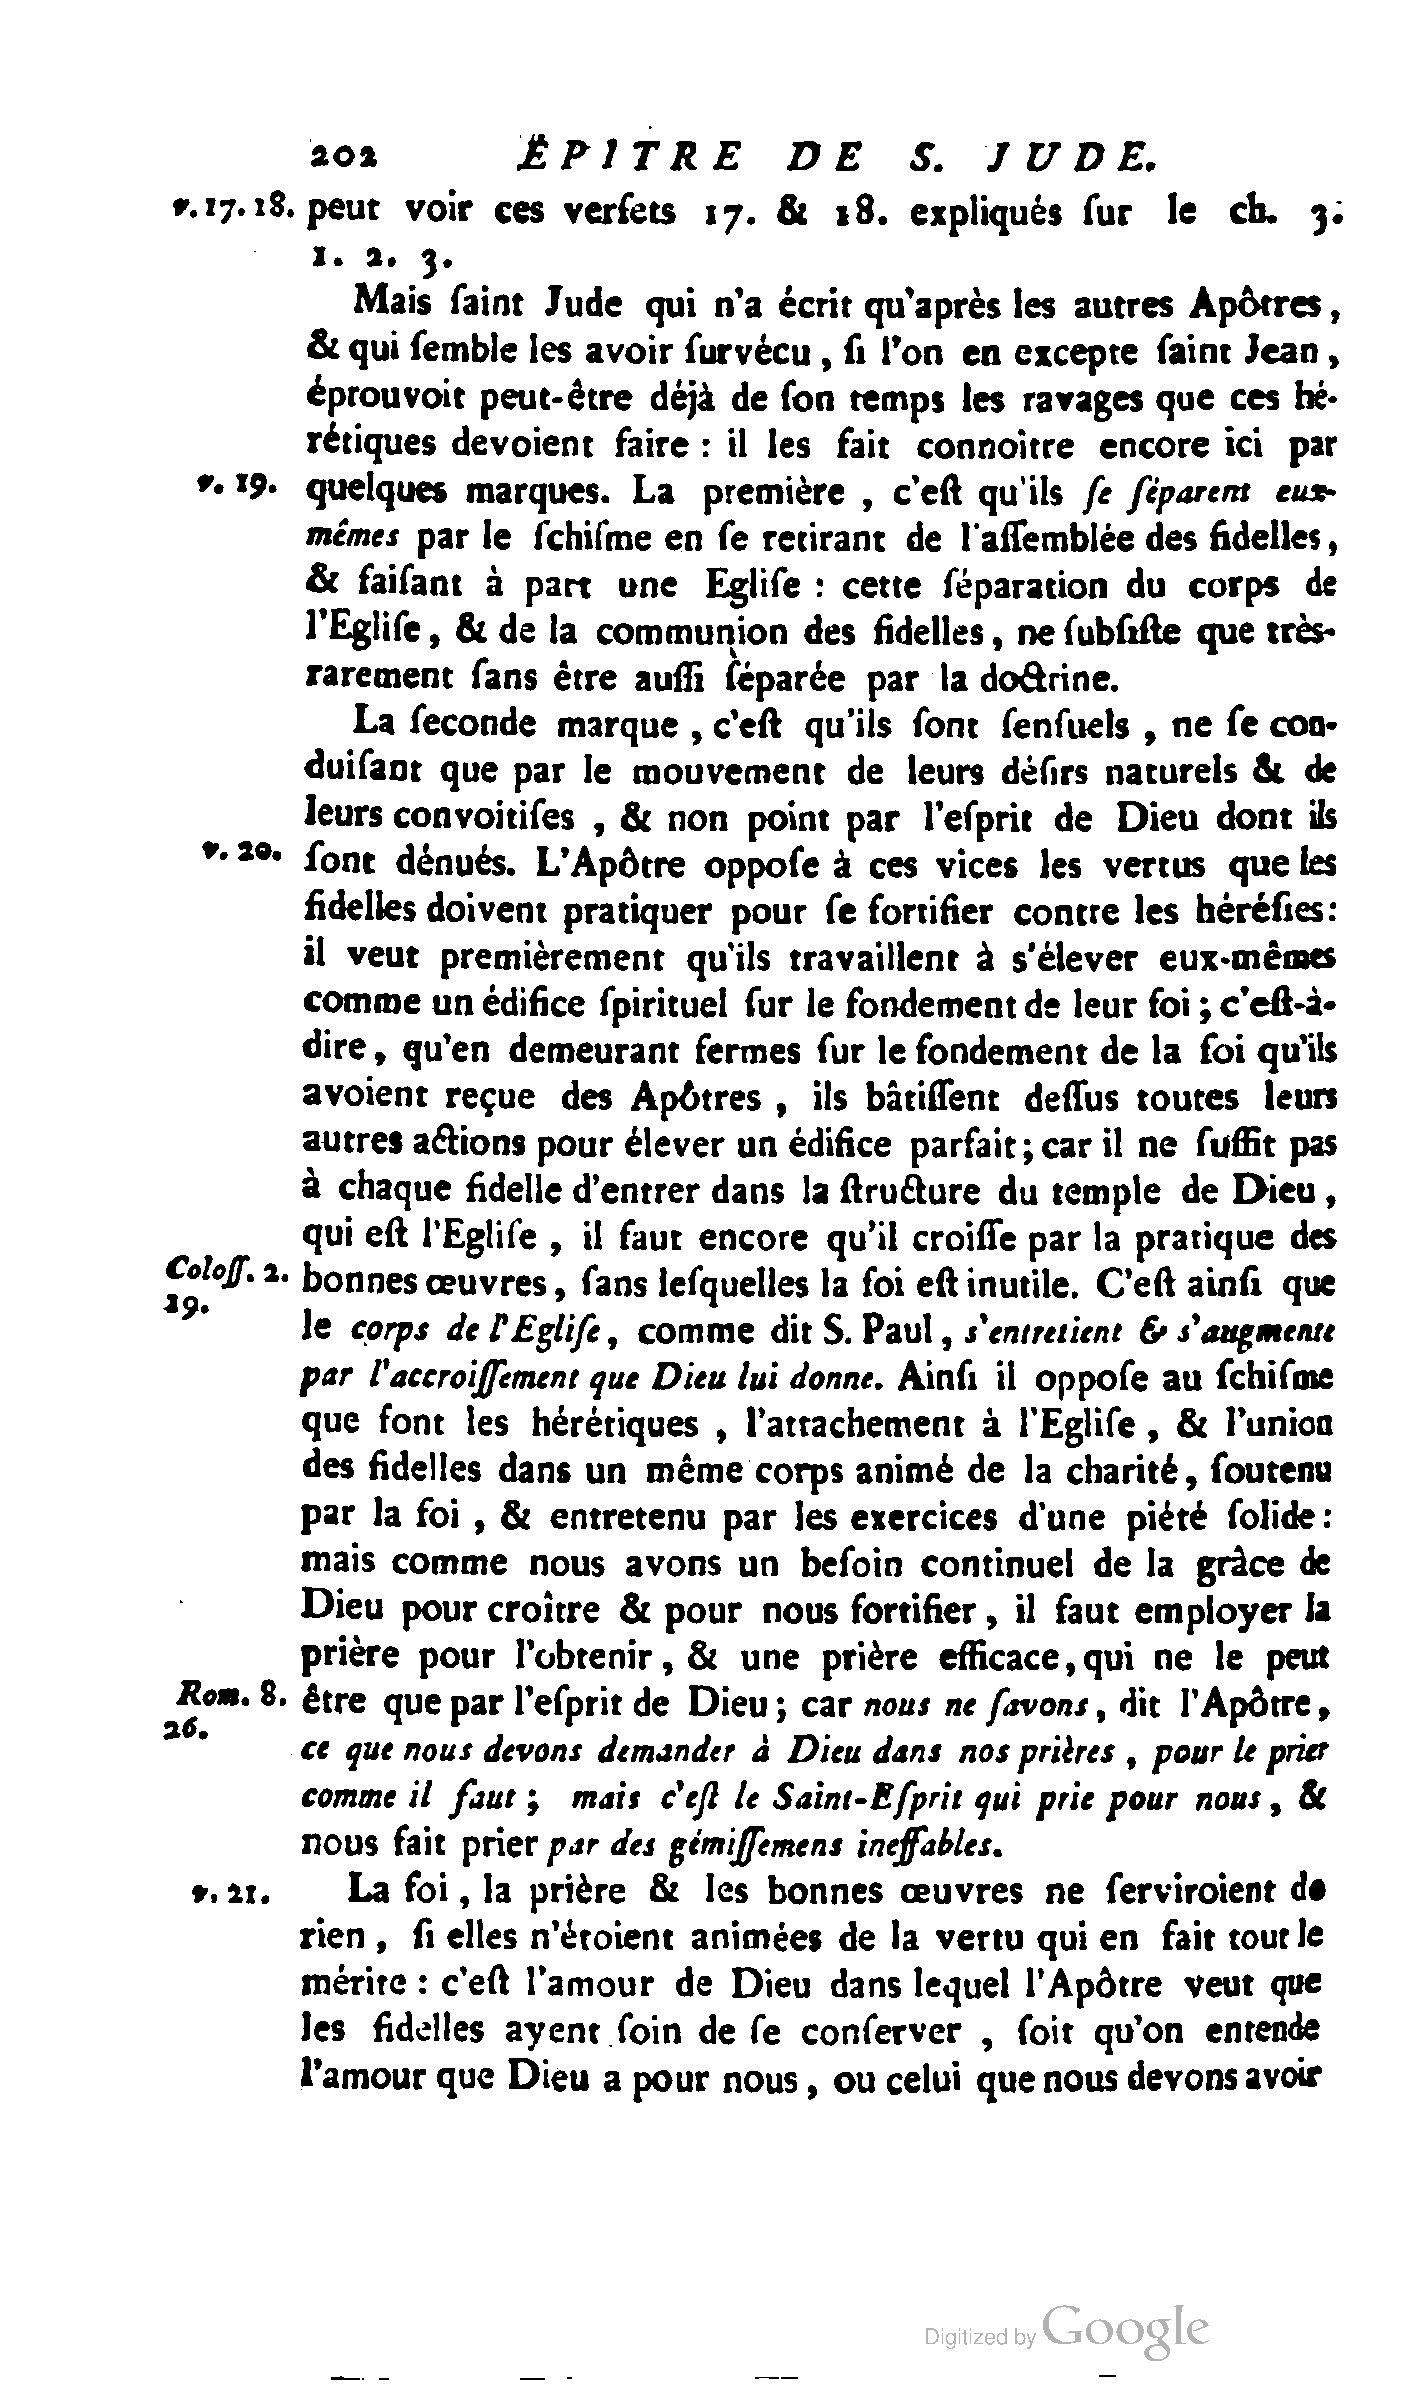 202 ÉPITRE DE S. JUDE.
v. 17. 18. peut voir ces verſets 17. & 18. expliqués ſur le ch. 3.
1. 2. 3.
Mais ſaint Jude qui n'a écrit qu'après les autres Apôtres,
& qui ſemble les avoir ſurvécu, ſi l'on en excepte ſaint Jean,
éprouvoit peut-être déjà de ſon temps les ravages que ces hé-
rétiques devoient faire : il les fait connoître encore ici par
v. 19. quelques marques. La première, c'eſt qu'ils ſe ſéparent eux-
mêmes par le ſchiſme en ſe retirant de l'aſſemblée des fidelles,
& faiſant à part une Egliſe : cette ſéparation du corps de
l'Egliſe, & de la communion des fidelles, ne ſubſiſte que très-
rarement ſans être auſſi ſéparée par la doctrine.
La ſeconde marque, c'eſt qu'ils ſont ſenſuels, ne ſe con-
duiſant que par le mouvement de leurs déſirs naturels & de
leurs convoitiſes, & non point par l'eſprit de Dieu dont ils
v. 20. ſont dénués. L'Apôtre oppoſe à ces vices les vertus que les
fidelles doivent pratiquer pour ſe fortifier contre les héréſies:
il veut premièrement qu'ils travaillent à s'élever eux-mêmes
comme un édifice ſpirituel ſur le fondement de leur foi; c'eſt-à-
dire, qu'en demeurant fermes ſur le fondement de la foi qu'ils
avoient reçue des Apôtres, ils bâtiſſent deſſus toutes leurs
autres actions pour élever un édifice parfait; car il ne ſuffit pas
à chaque fidelle d'entrer dans la ſtructure du temple de Dieu,
qui eſt l'Egliſe, il faut encore qu'il croiſſe par la pratique des
Coloſſ. 2. 19. bonnes œuvres, ſans leſquelles la foi eſt inutile. C'eſt ainſi que
le corps de l'Egliſe, comme dit S. Paul, s'entretient & s'augmente
par l'accroiſſement que Dieu lui donne. Ainſi il oppoſe au ſchiſme
que font les hérétiques, l'attachement à l'Egliſe, & l'union
des fidelles dans un même corps animé de la charité, ſoutenu
par la foi, & entretenu par les exercices d'une piété ſolide:
mais comme nous avons un beſoin continuel de la grâce de
Dieu pour croître & pour nous fortifier, il faut employer la
prière pour l'obtenir, & une prière efficace, qui ne le peut
Rom. 8. 26. être que par l'eſprit de Dieu; car nous ne ſavons, dit l'Apôtre,
ce que nous devons demander à Dieu dans nos prières, pour le prier
comme il faut; mais c'eſt le Saint-Eſprit qui prie pour nous, &
nous fait prier par des gémiſſemens ineffables.
v. 21. La foi, la prière & les bonnes œuvres ne ſerviroient de
rien, ſi elles n'étoient animées de la vertu qui en fait tout le
mérite : c'eſt l'amour de Dieu dans lequel l'Apôtre veut que
les fidelles ayent ſoin de ſe conſerver, ſoit qu'on entende
l'amour que Dieu a pour nous, ou celui que nous devons avoir
Digitized by Google